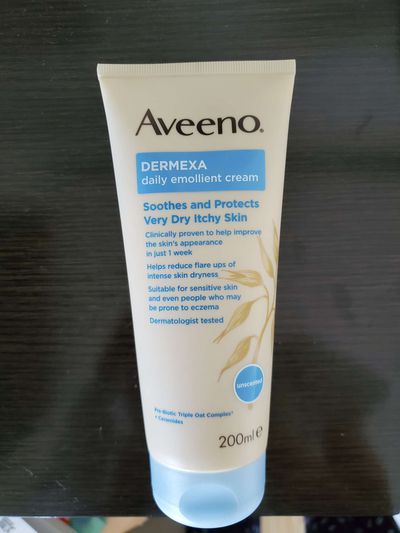 Aveeno.
DERMEXA
daily emollient cream
Soothes and Protects
Very Dry Itchy Skin
Clinically proven to help improve
the skin's appearance
in just 1 week
Helps reduce flare ups of
intense skin dryness
Suitable for sensitive skin
and even people who may
be prone to eczema
Dermatologist tested
unscented
Pre-Biotic Triple Oat Complex*
+ Ceramides
200ml e